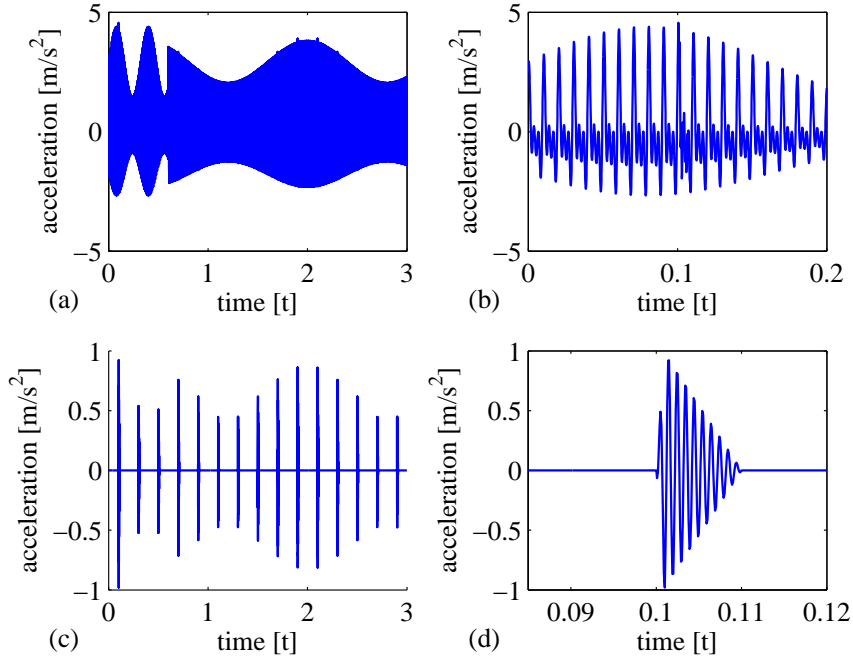 5
0
−5
acceleration [m/s²]
0 1 2 3
(a) time [t]
5
0
−5
acceleration [m/s²]
0 0.1 0.2
(b) time [t]
1
0.5
0
−0.5
−1
acceleration [m/s²]
0 1 2 3
(c) time [t]
1
0.5
0
−0.5
−1
acceleration [m/s²]
0.09 0.1 0.11 0.12
(d) time [t]